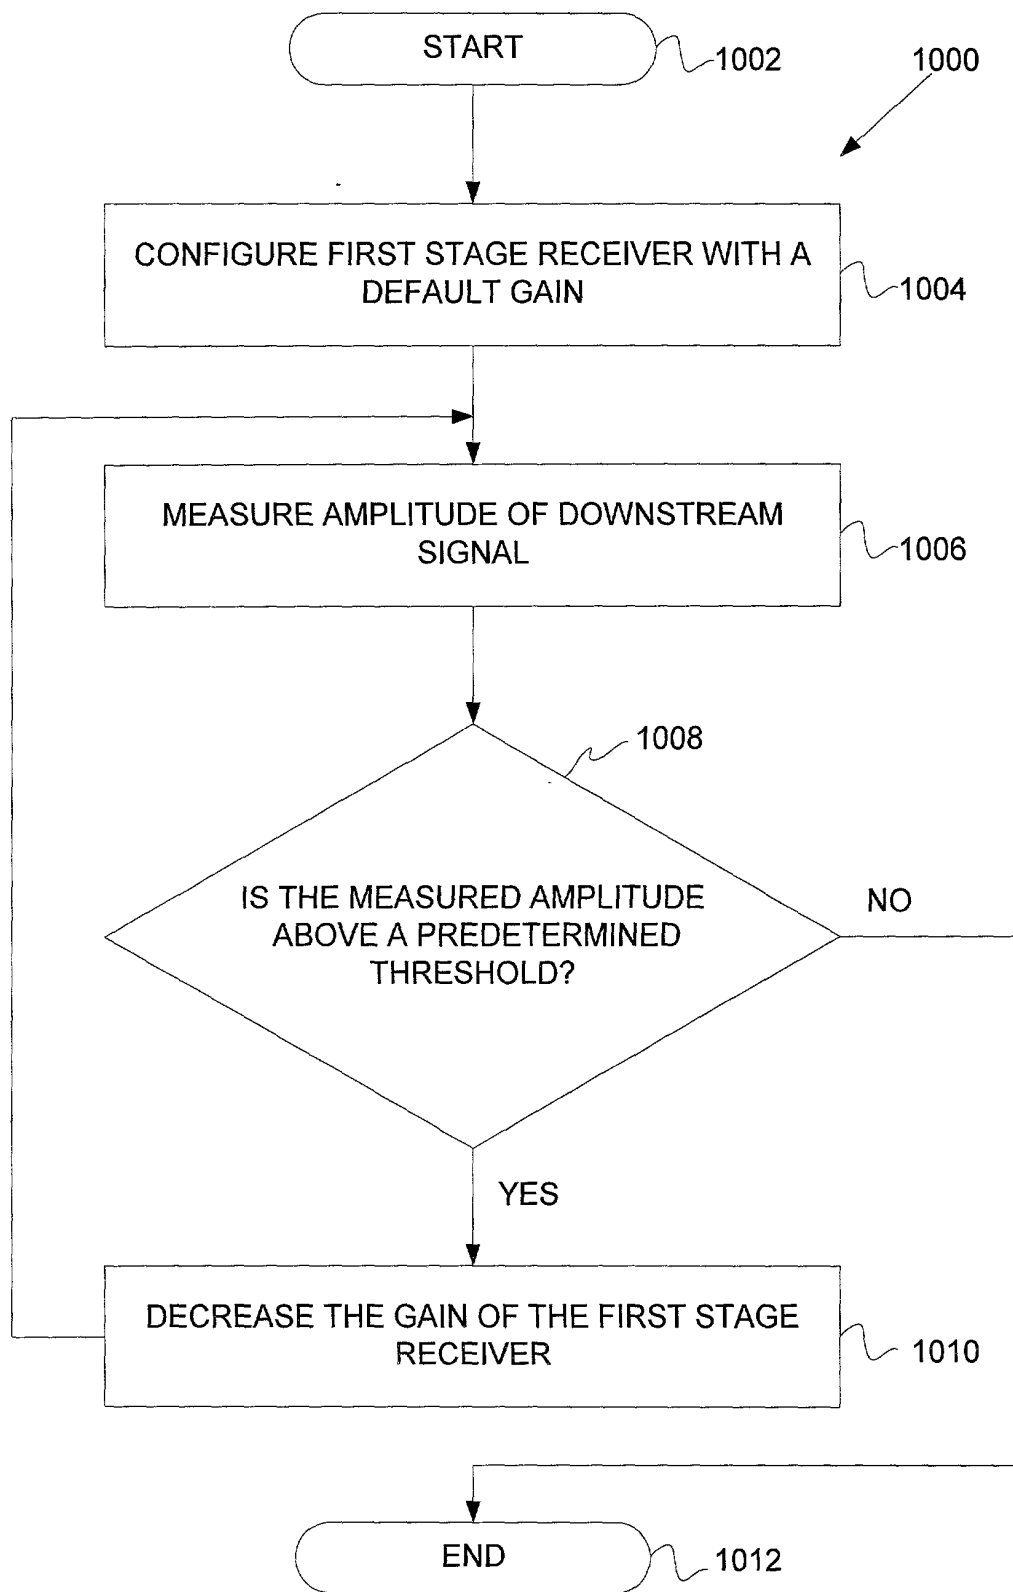 START
1002
1000
CONFIGURE FIRST STAGE RECEIVER WITH A
DEFAULT GAIN
1004
MEASURE AMPLITUDE OF DOWNSTREAM
SIGNAL
1006
1008
IS THE MEASURED AMPLITUDE
ABOVE A PREDETERMINED
THRESHOLD?
NO
YES
DECREASE THE GAIN OF THE FIRST STAGE
RECEIVER
1010
END
1012